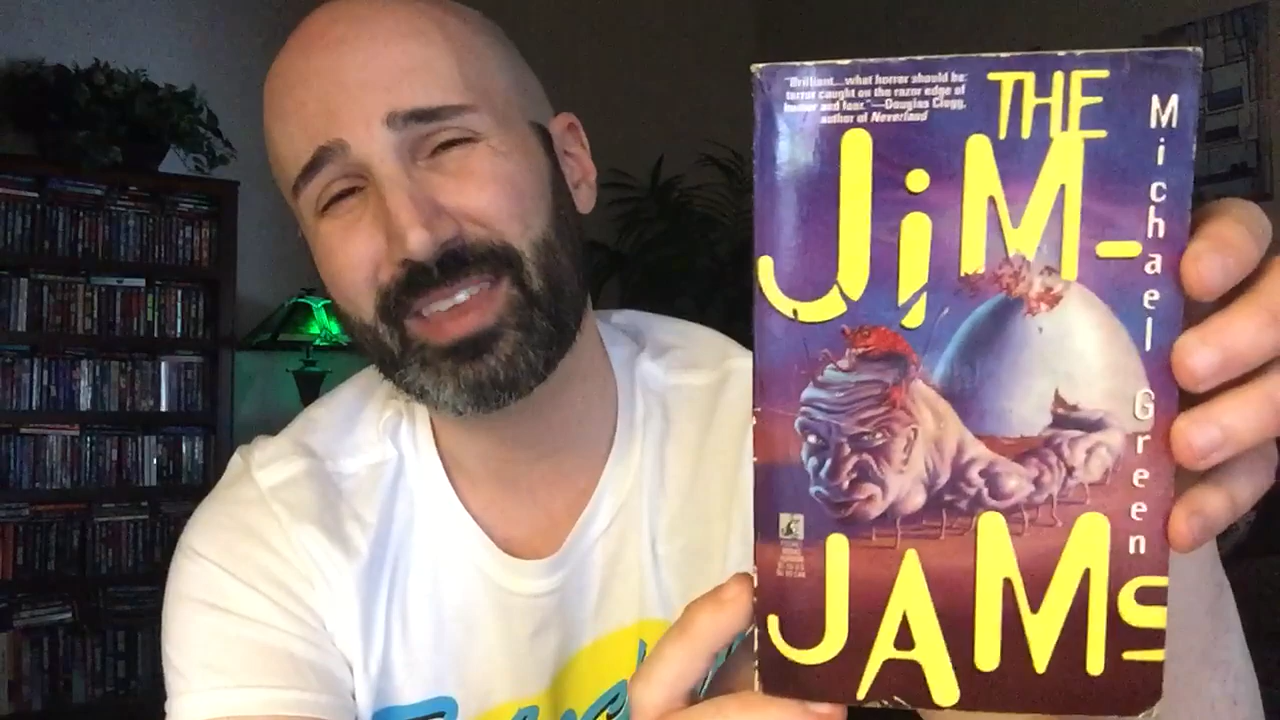 "Brilliant...what horror should be:
terror caught on the razor edge of
humor and fear."—Douglas Clegg,
author of Neverland
THE
JiM-
JAMS
Michael Green